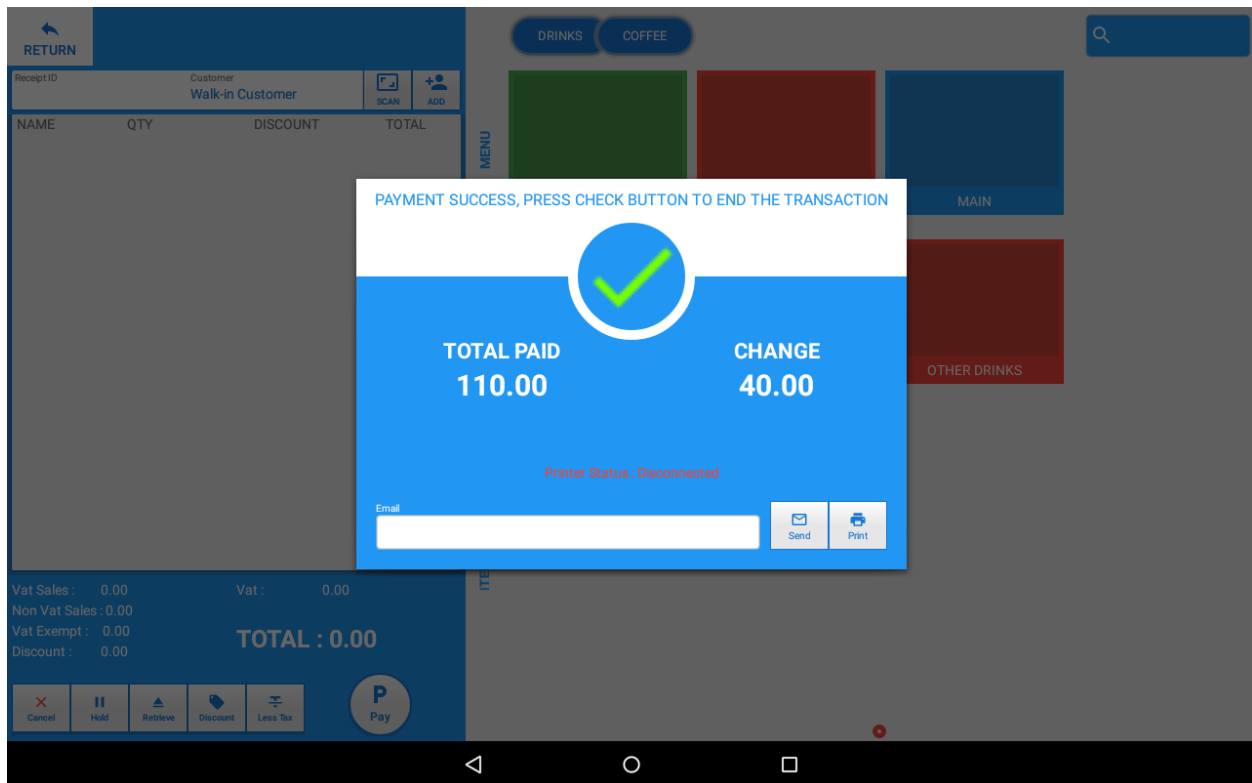 RETURN
DRINKS COFFEE
Receipt ID Customer
Walk-in Customer
SCAN ADD
NAME QTY DISCOUNT TOTAL
MENU
PAYMENT SUCCESS, PRESS CHECK BUTTON TO END THE TRANSACTION
MAIN
TOTAL PAID CHANGE
110.00 40.00
OTHER DRINKS
Printer Status : Disconnected
Email
Send Print
Vat Sales : 0.00 Vat : 0.00
Non Vat Sales : 0.00
Vat Exempt : 0.00
TOTAL : 0.00
Discount : 0.00
P
Pay
Cancel Hold Retrieve Discount Less Tax